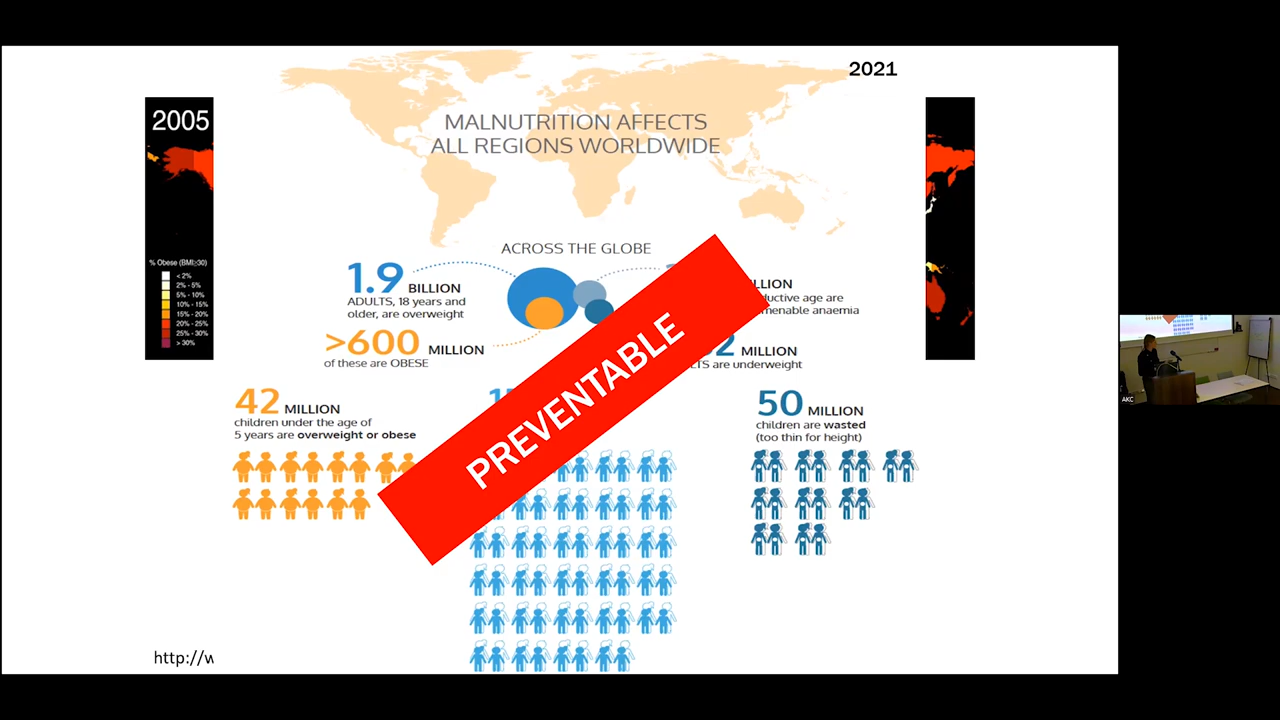 2021
2005
MALNUTRITION AFFECTS
ALL REGIONS WORLDWIDE
% Obese (BMI≥30)
< 2%
2% - 5%
5% - 10%
10% - 15%
15% - 20%
20% - 25%
25% - 30%
> 30%
ACROSS THE GLOBE
1.9 BILLION
ADULTS, 18 years and
older, are overweight
>600 MILLION
of these are OBESE
age are
anaemia
MILLION
are underweight
PREVENTABLE
42 MILLION
children under the age of
5 years are overweight or obese
50 MILLION
children are wasted
(too thin for height)
http://w
AKC